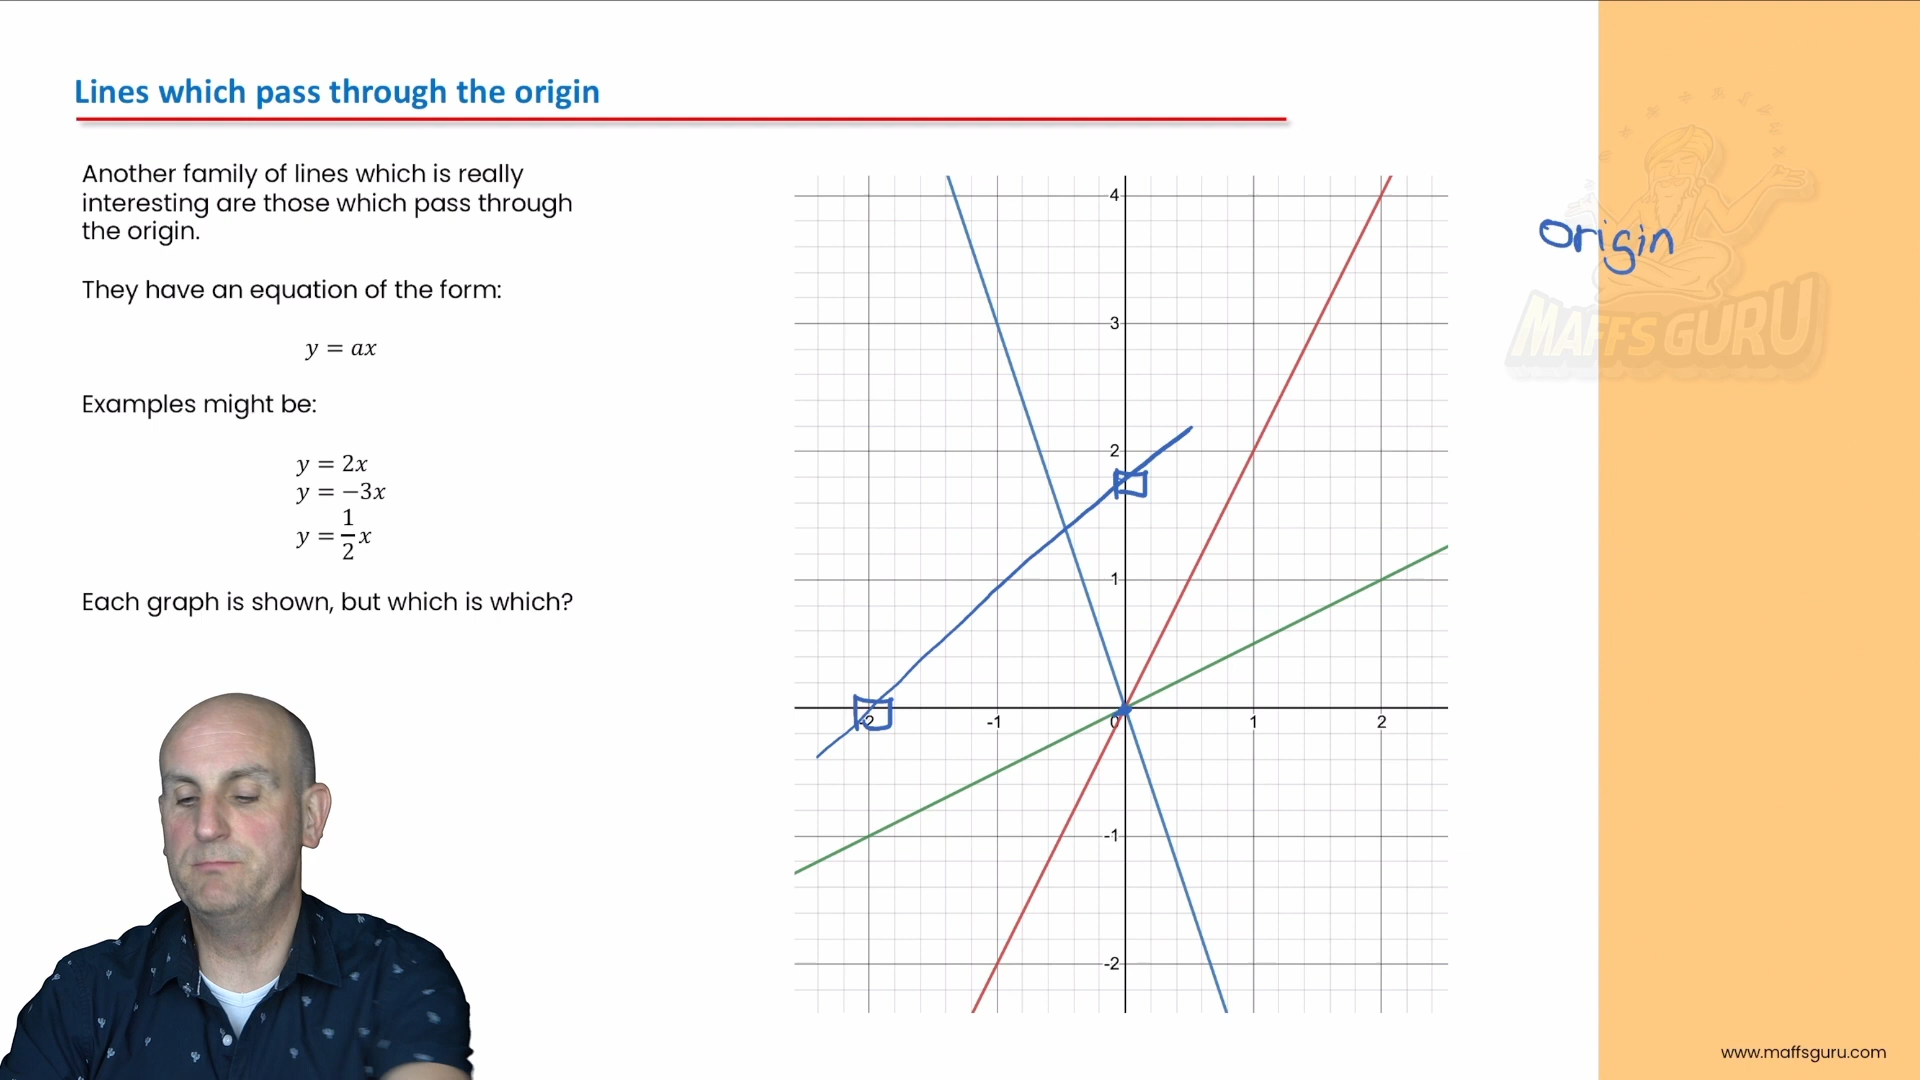 Lines which pass through the origin
Another family of lines which is really
interesting are those which pass through
the origin.
They have an equation of the form:
y = ax
Examples might be:
y = 2x
y = −3x
y = 1/2 x
Each graph is shown, but which is which?
4
3
2
1
-2
-1
0
1
2
-1
-2
origin
MAFFS GURU
www.maffsguru.com